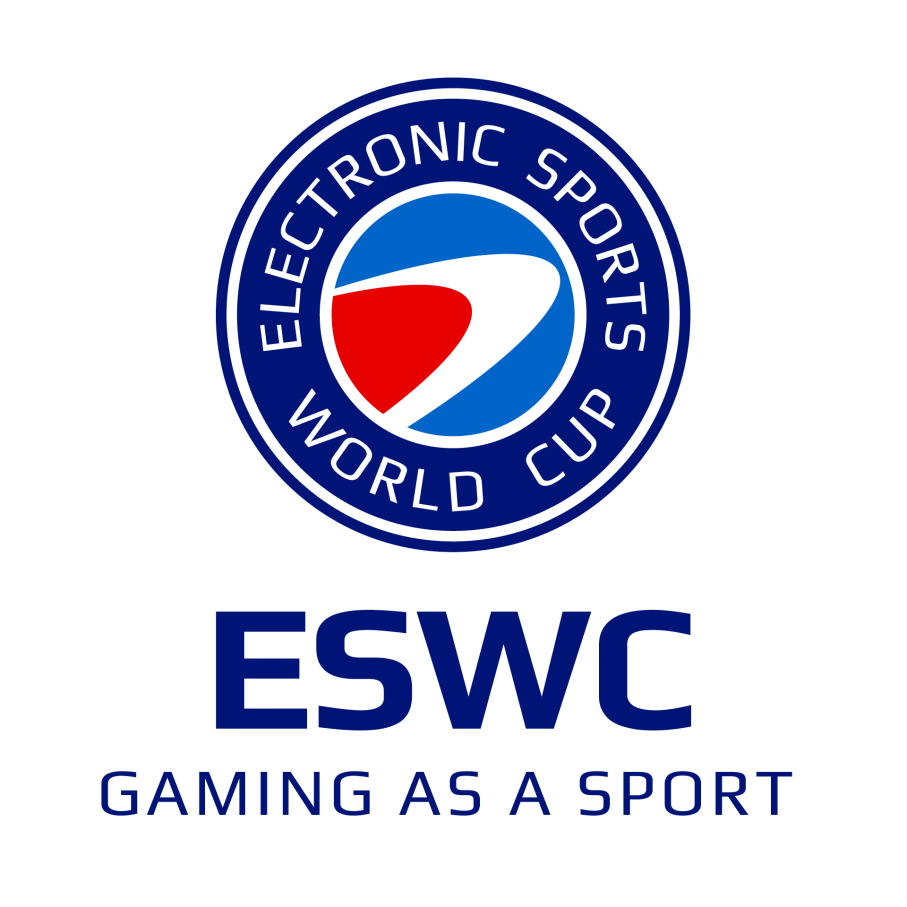 ELECTRONIC SPORTS
WORLD CUP
ESWC
GAMING AS A SPORT